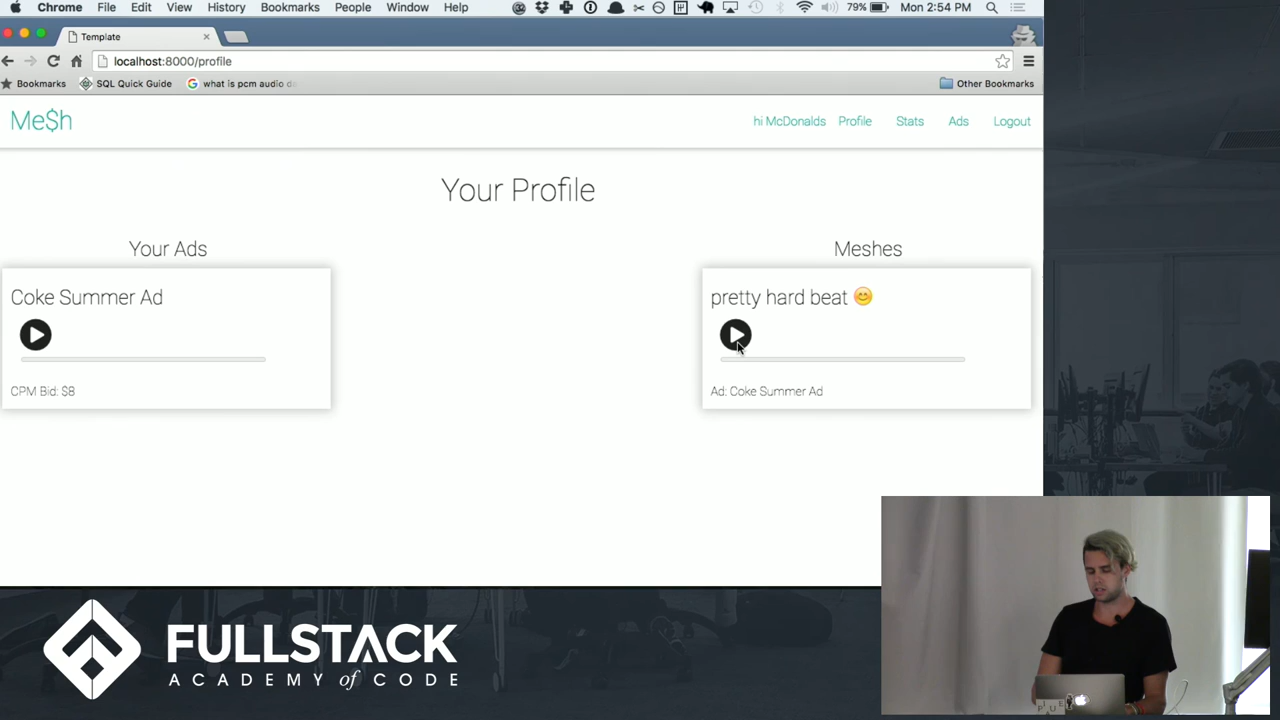 Chrome File Edit View History Bookmarks People Window Help 79% Mon 2:54 PM
Template
localhost:8000/profile
Bookmarks SQL Quick Guide what is pcm audio da Other Bookmarks
Me$h hi McDonalds Profile Stats Ads Logout
Your Profile
Your Ads
Coke Summer Ad
CPM Bid: $8
Meshes
pretty hard beat 😊
Ad: Coke Summer Ad
FULLSTACK
ACADEMY of CODE